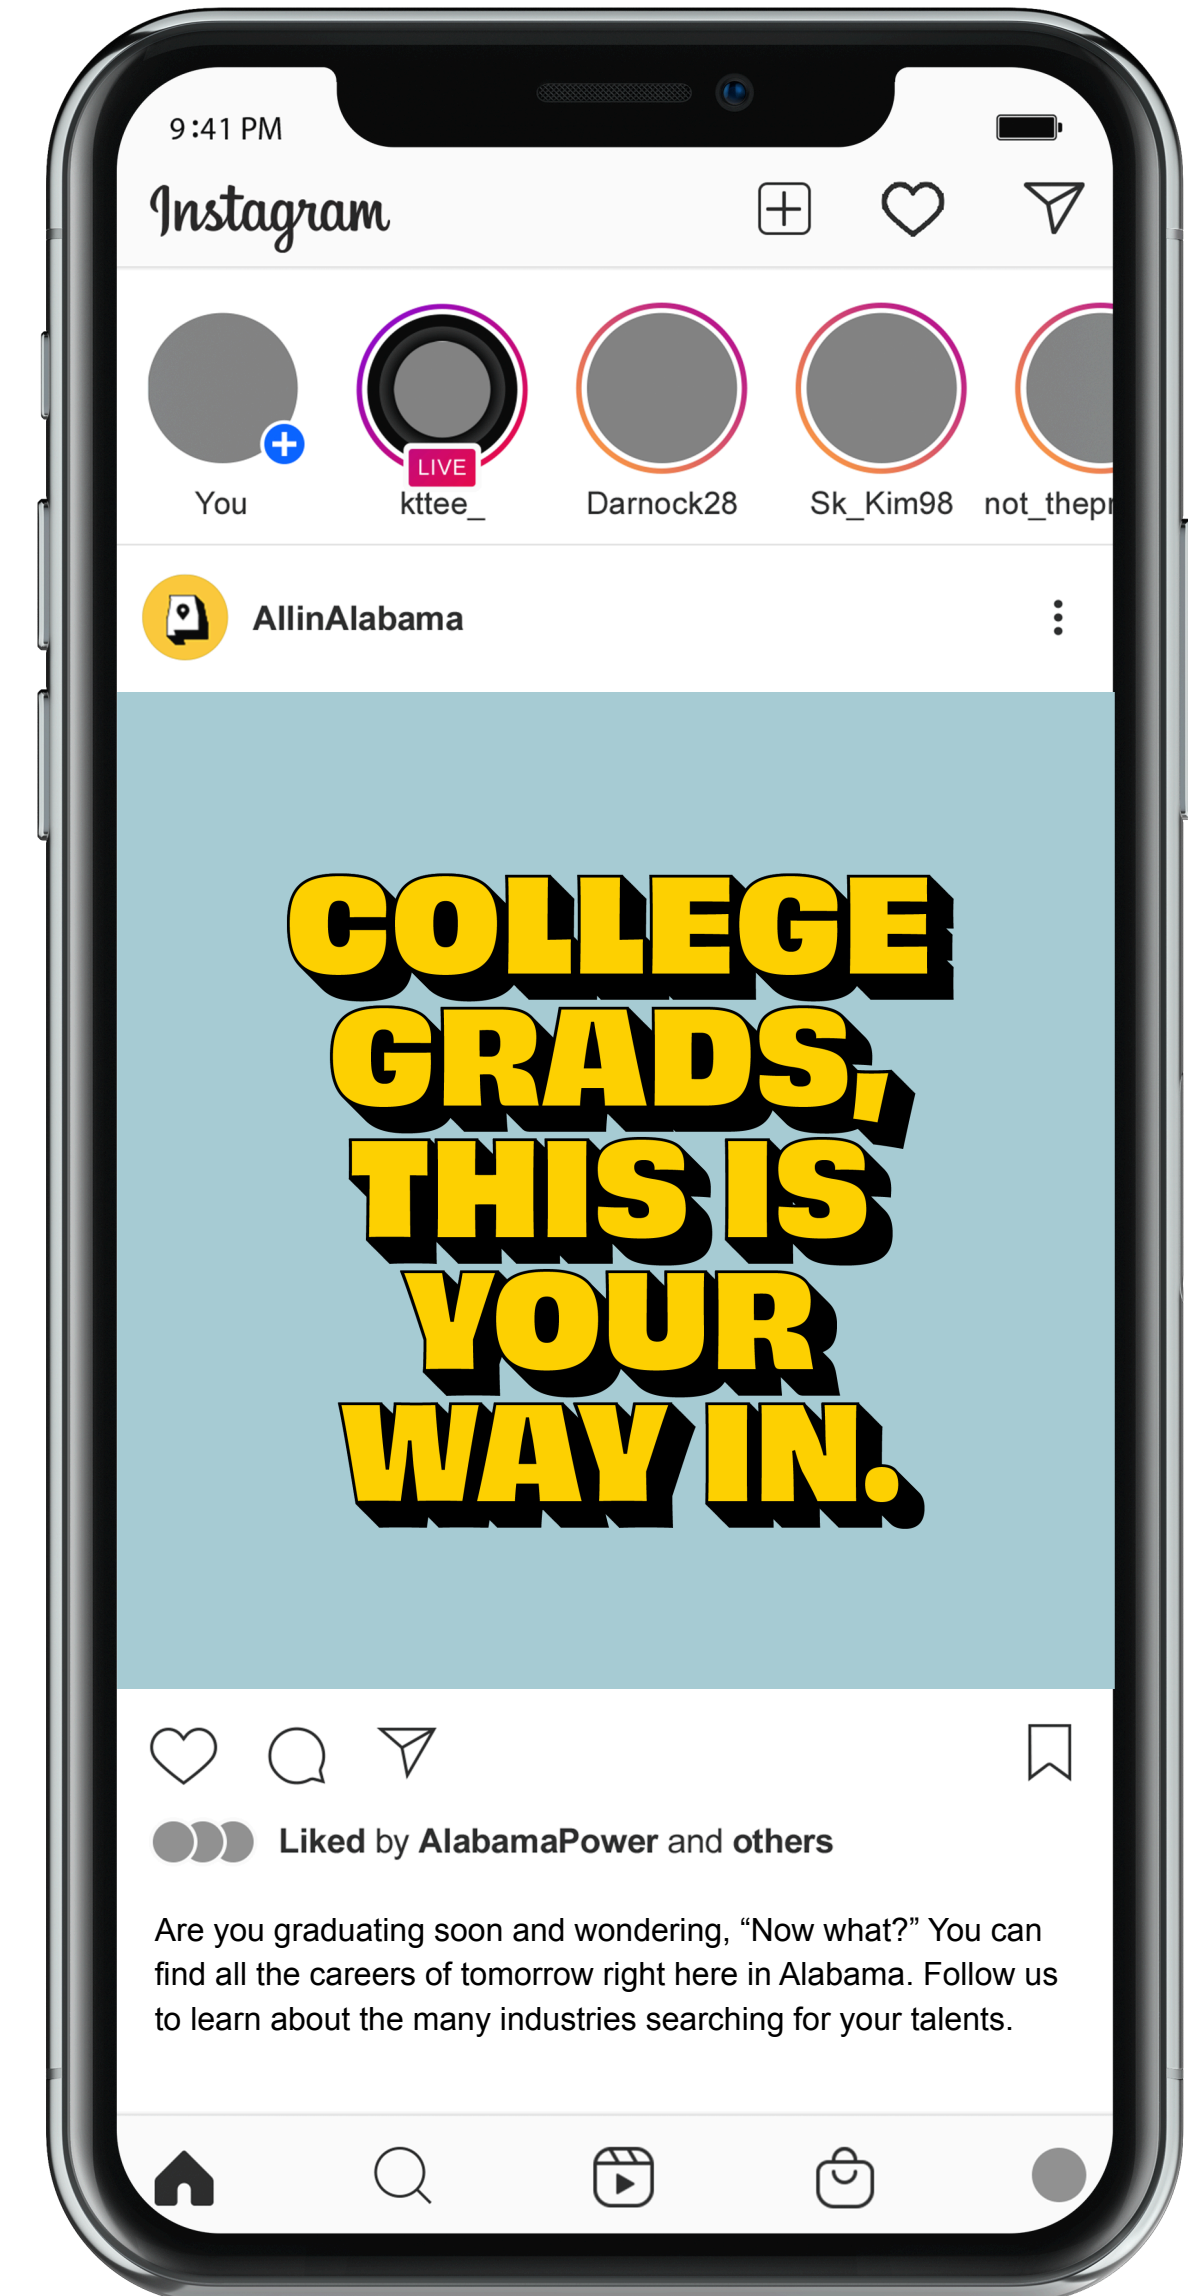 9:41 PM
Instagram
LIVE
You kttee_ Darnock28 Sk_Kim98 not_thepr
AllinAlabama
COLLEGE
GRADS,
THIS IS
YOUR
WAY IN.
Liked by AlabamaPower and others
Are you graduating soon and wondering, “Now what?” You can
find all the careers of tomorrow right here in Alabama. Follow us
to learn about the many industries searching for your talents.